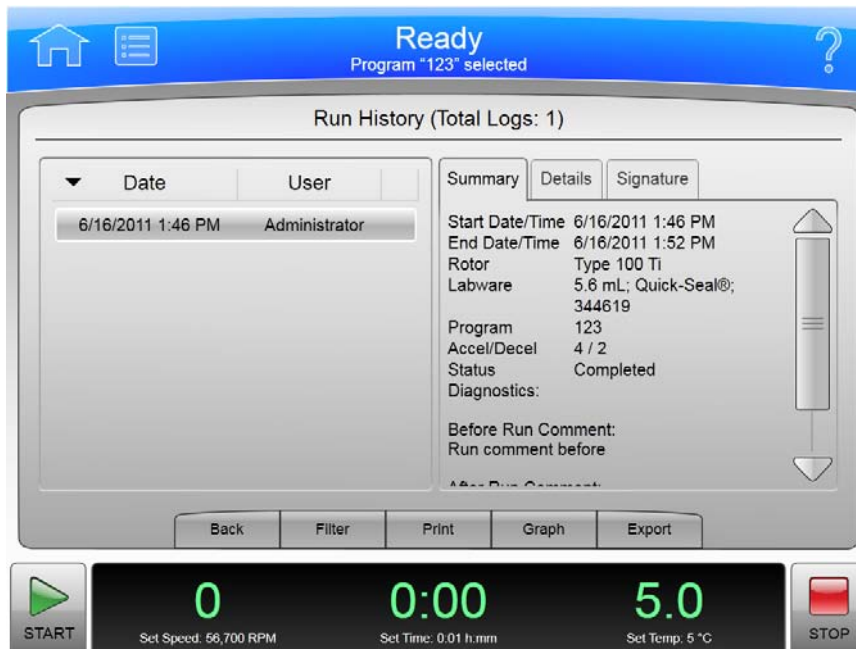 Ready
Program “123” selected
?
Run History (Total Logs: 1)
Date User
6/16/2011 1:46 PM Administrator
Summary Details Signature
Start Date/Time 6/16/2011 1:46 PM
End Date/Time 6/16/2011 1:52 PM
Rotor Type 100 Ti
Labware 5.6 mL; Quick-Seal®;
344619
Program 123
Accel/Decel 4 / 2
Status Completed
Diagnostics:
Before Run Comment:
Run comment before
After Run Comment:
Back Filter Print Graph Export
START
0
Set Speed: 56,700 RPM
0:00
Set Time: 0:01 h:mm
5.0
Set Temp: 5 °C
STOP